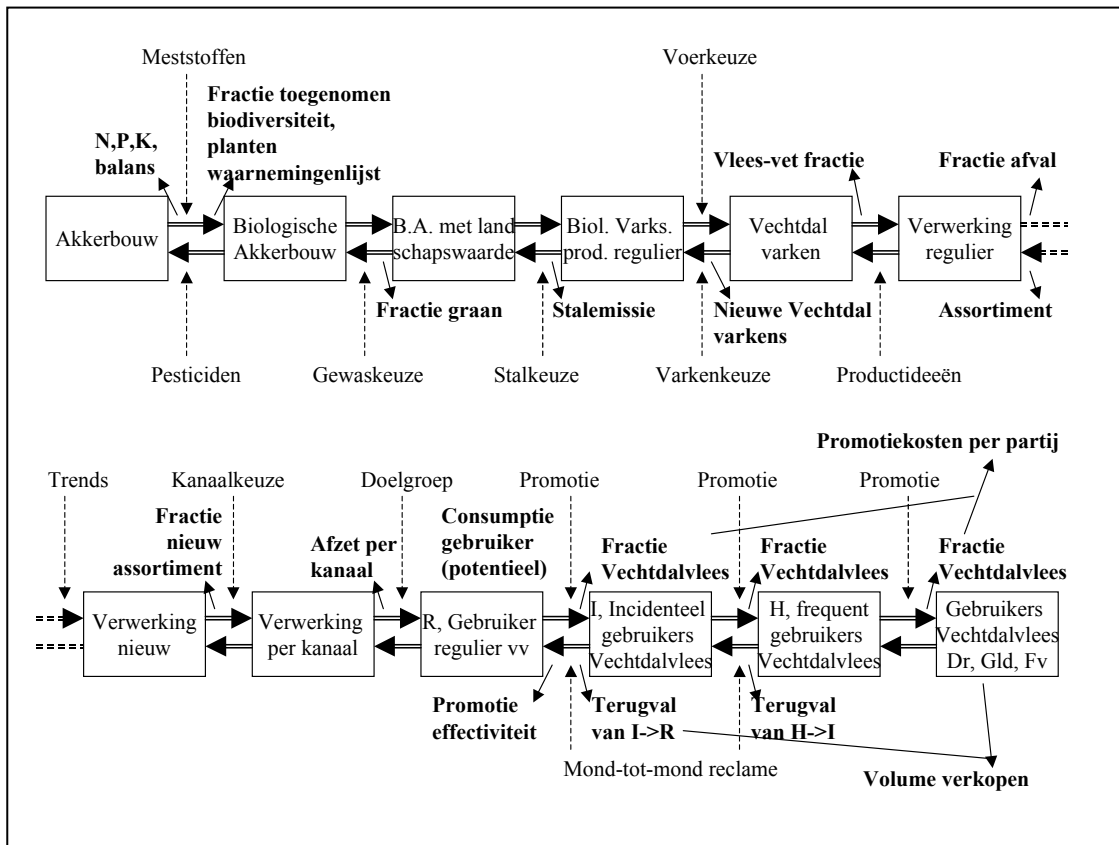 Meststoffen
Voerkeuze
Fractie toegenomen
biodiversiteit,
planten
waarnemingenlijst
N,P,K,
balans
Vlees-vet fractie
Fractie afval
Akkerbouw
Biologische
Akkerbouw
B.A. met land
schapswaarde
Biol. Varks.
prod. regulier
Vechtdal
varken
Verwerking
regulier
Fractie graan
Stalemissie
Nieuwe Vechtdal
varkens
Assortiment
Pesticiden
Gewaskeuze
Stalkeuze
Varkenkeuze
Productideeën
Promotiekosten per partij
Trends
Kanaalkeuze
Doelgroep
Promotie
Promotie
Promotie
Fractie
nieuw
assortiment
Afzet per
kanaal
Consumptie
gebruiker
(potentieel)
Fractie
Vechtdalvlees
Fractie
Vechtdalvlees
Fractie
Vechtdalvlees
Verwerking
nieuw
Verwerking
per kanaal
R, Gebruiker
regulier vv
I, Incidenteel
gebruikers
Vechtdalvlees
H, frequent
gebruikers
Vechtdalvlees
Gebruikers
Vechtdalvlees
Dr, Gld, Fv
Promotie
effectiviteit
Terugval
van I->R
Terugval
van H->I
Mond-tot-mond reclame
Volume verkopen